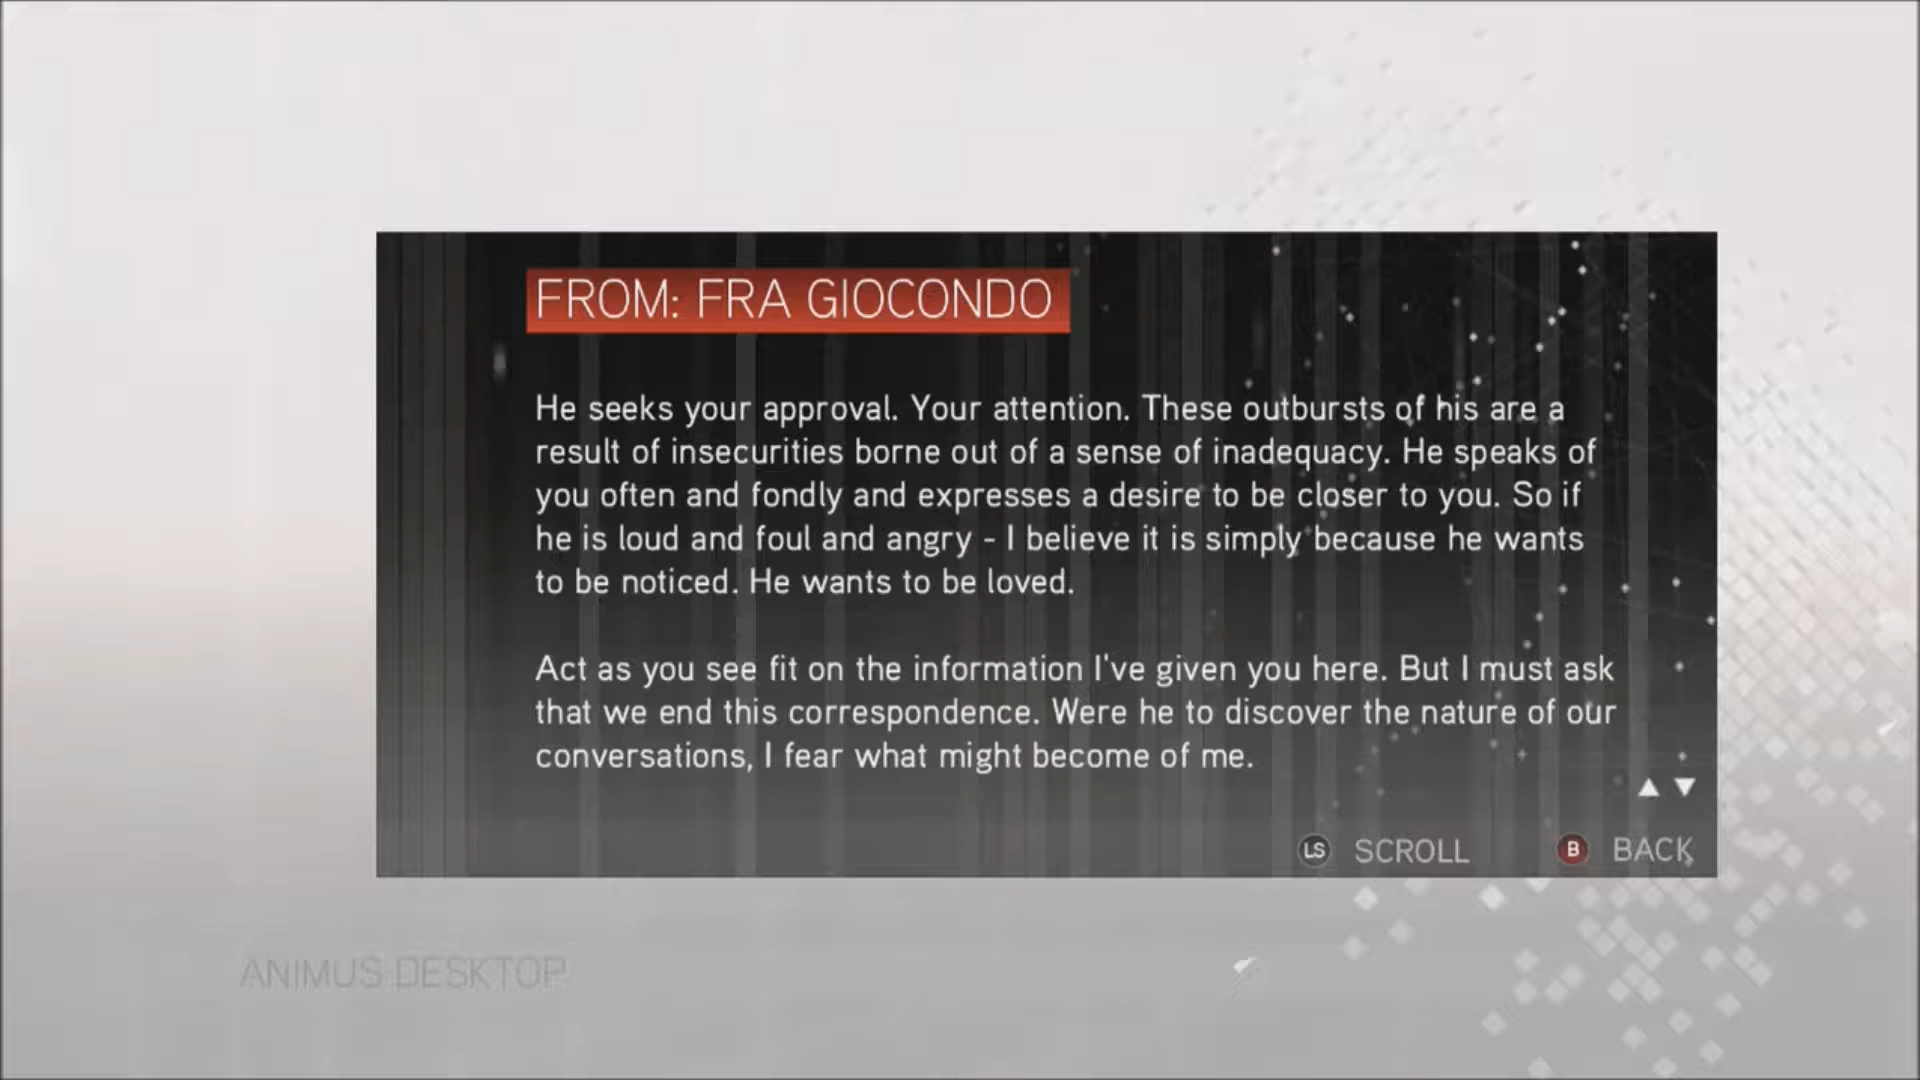 FROM: FRA GIOCONDO
He seeks your approval. Your attention. These outbursts of his are a
result of insecurities borne out of a sense of inadequacy. He speaks of
you often and fondly and expresses a desire to be closer to you. So if
he is loud and foul and angry - I believe it is simply because he wants
to be noticed. He wants to be loved.
Act as you see fit on the information I've given you here. But I must ask
that we end this correspondence. Were he to discover the nature of our
conversations, I fear what might become of me.
LS SCROLL B BACK
ANIMUS DESKTOP